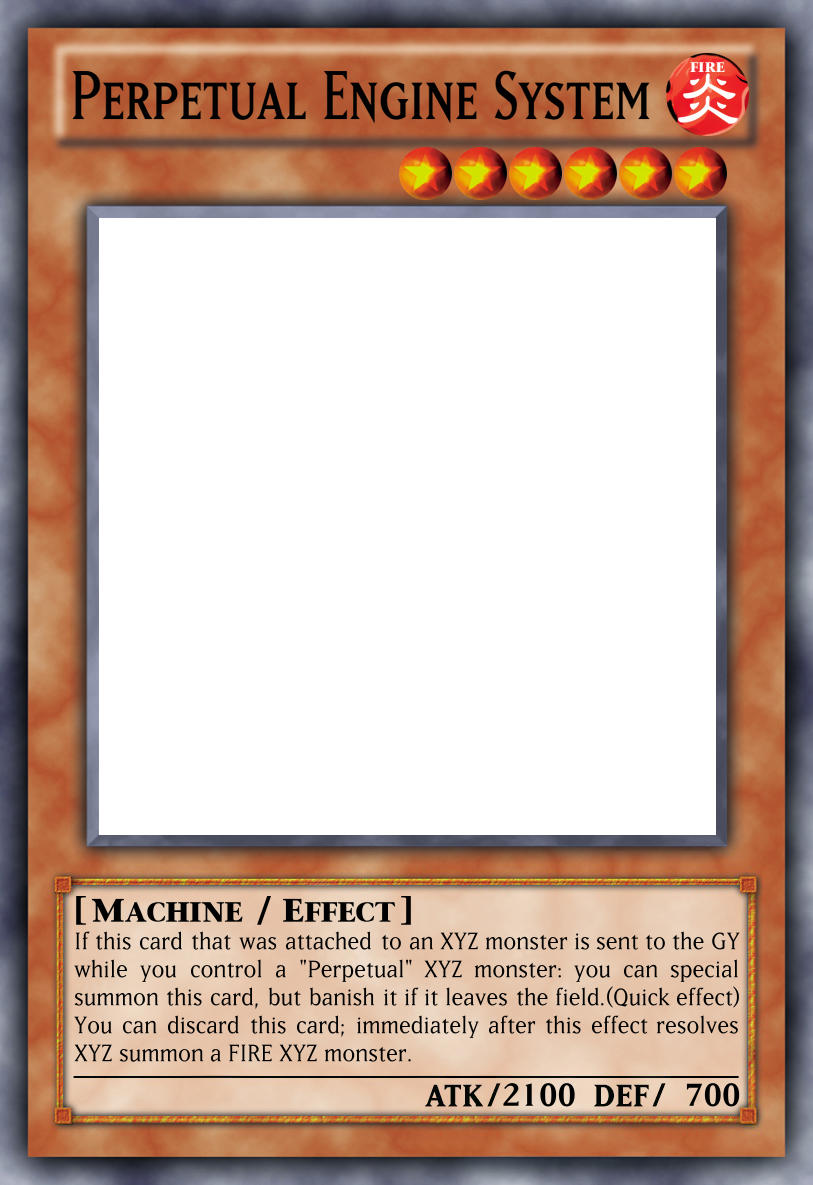 Perpetual Engine System
FIRE
炎
[ Machine / Effect ]
If this card that was attached to an XYZ monster is sent to the GY
while you control a "Perpetual" XYZ monster: you can special
summon this card, but banish it if it leaves the field.(Quick effect)
You can discard this card; immediately after this effect resolves
XYZ summon a FIRE XYZ monster.
ATK/2100 DEF/ 700